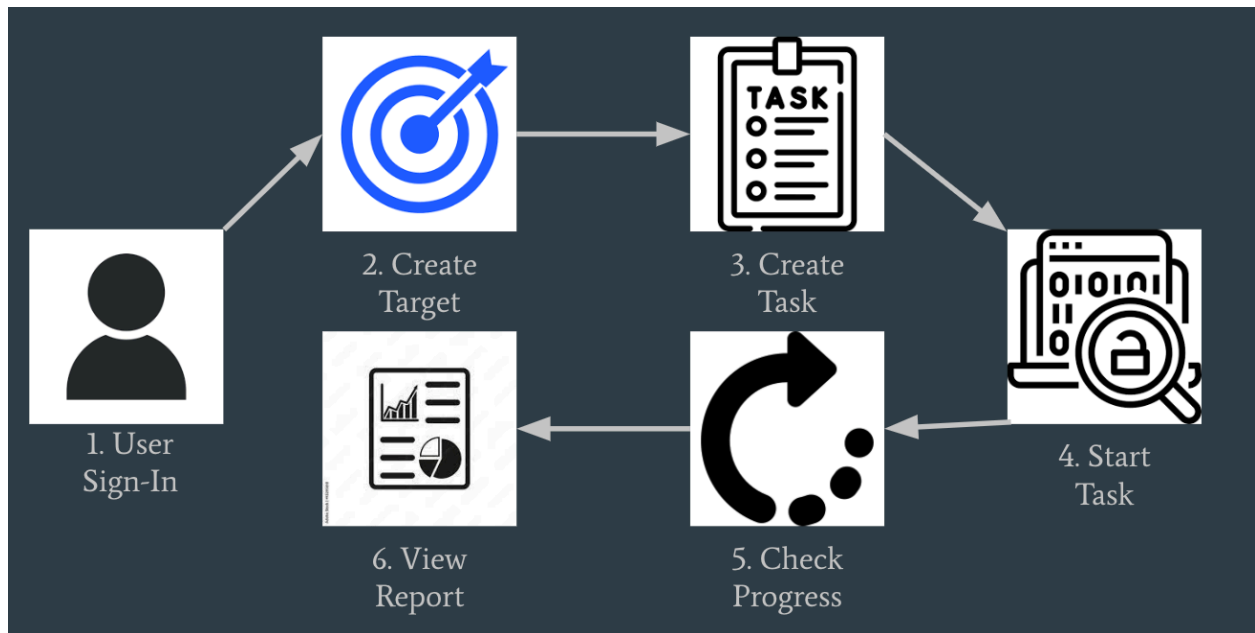 TASK
010101
2. Create
Target
3. Create
Task
1. User
Sign-In
4. Start
Task
6. View
Report
5. Check
Progress